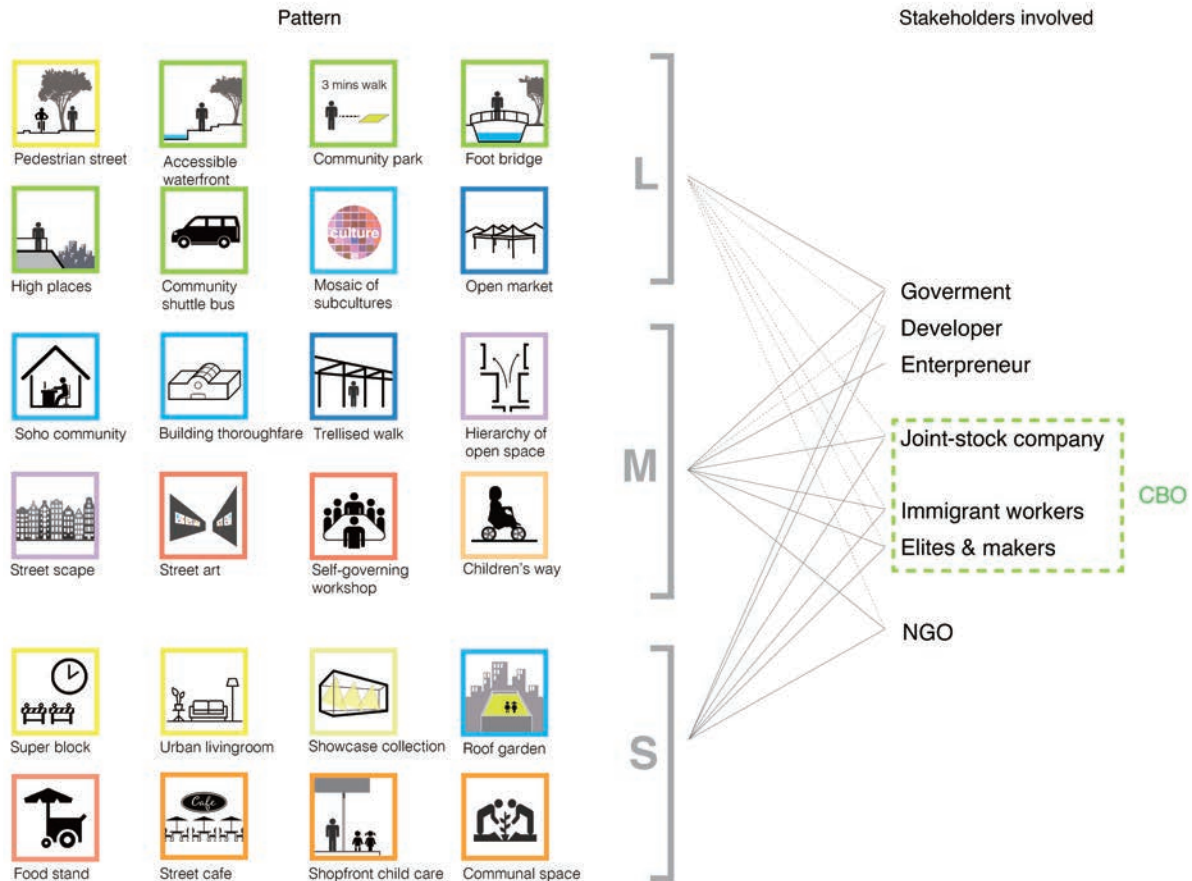 Pattern
Stakeholders involved
3 mins walk
Pedestrian street
Accessible
waterfront
Community park
Foot bridge
L
culture
High places
Community
shuttle bus
Mosaic of
subcultures
Open market
Goverment
Developer
Enterpreneur
Soho community
Building thoroughfare
Trellised walk
Hierarchy of
open space
M
Joint-stock company
Immigrant workers
Elites & makers
CBO
Street scape
Street art
Self-governing
workshop
Children's way
NGO
Super block
Urban livingroom
Showcase collection
Roof garden
S
Cafe
Food stand
Street cafe
Shopfront child care
Communal space